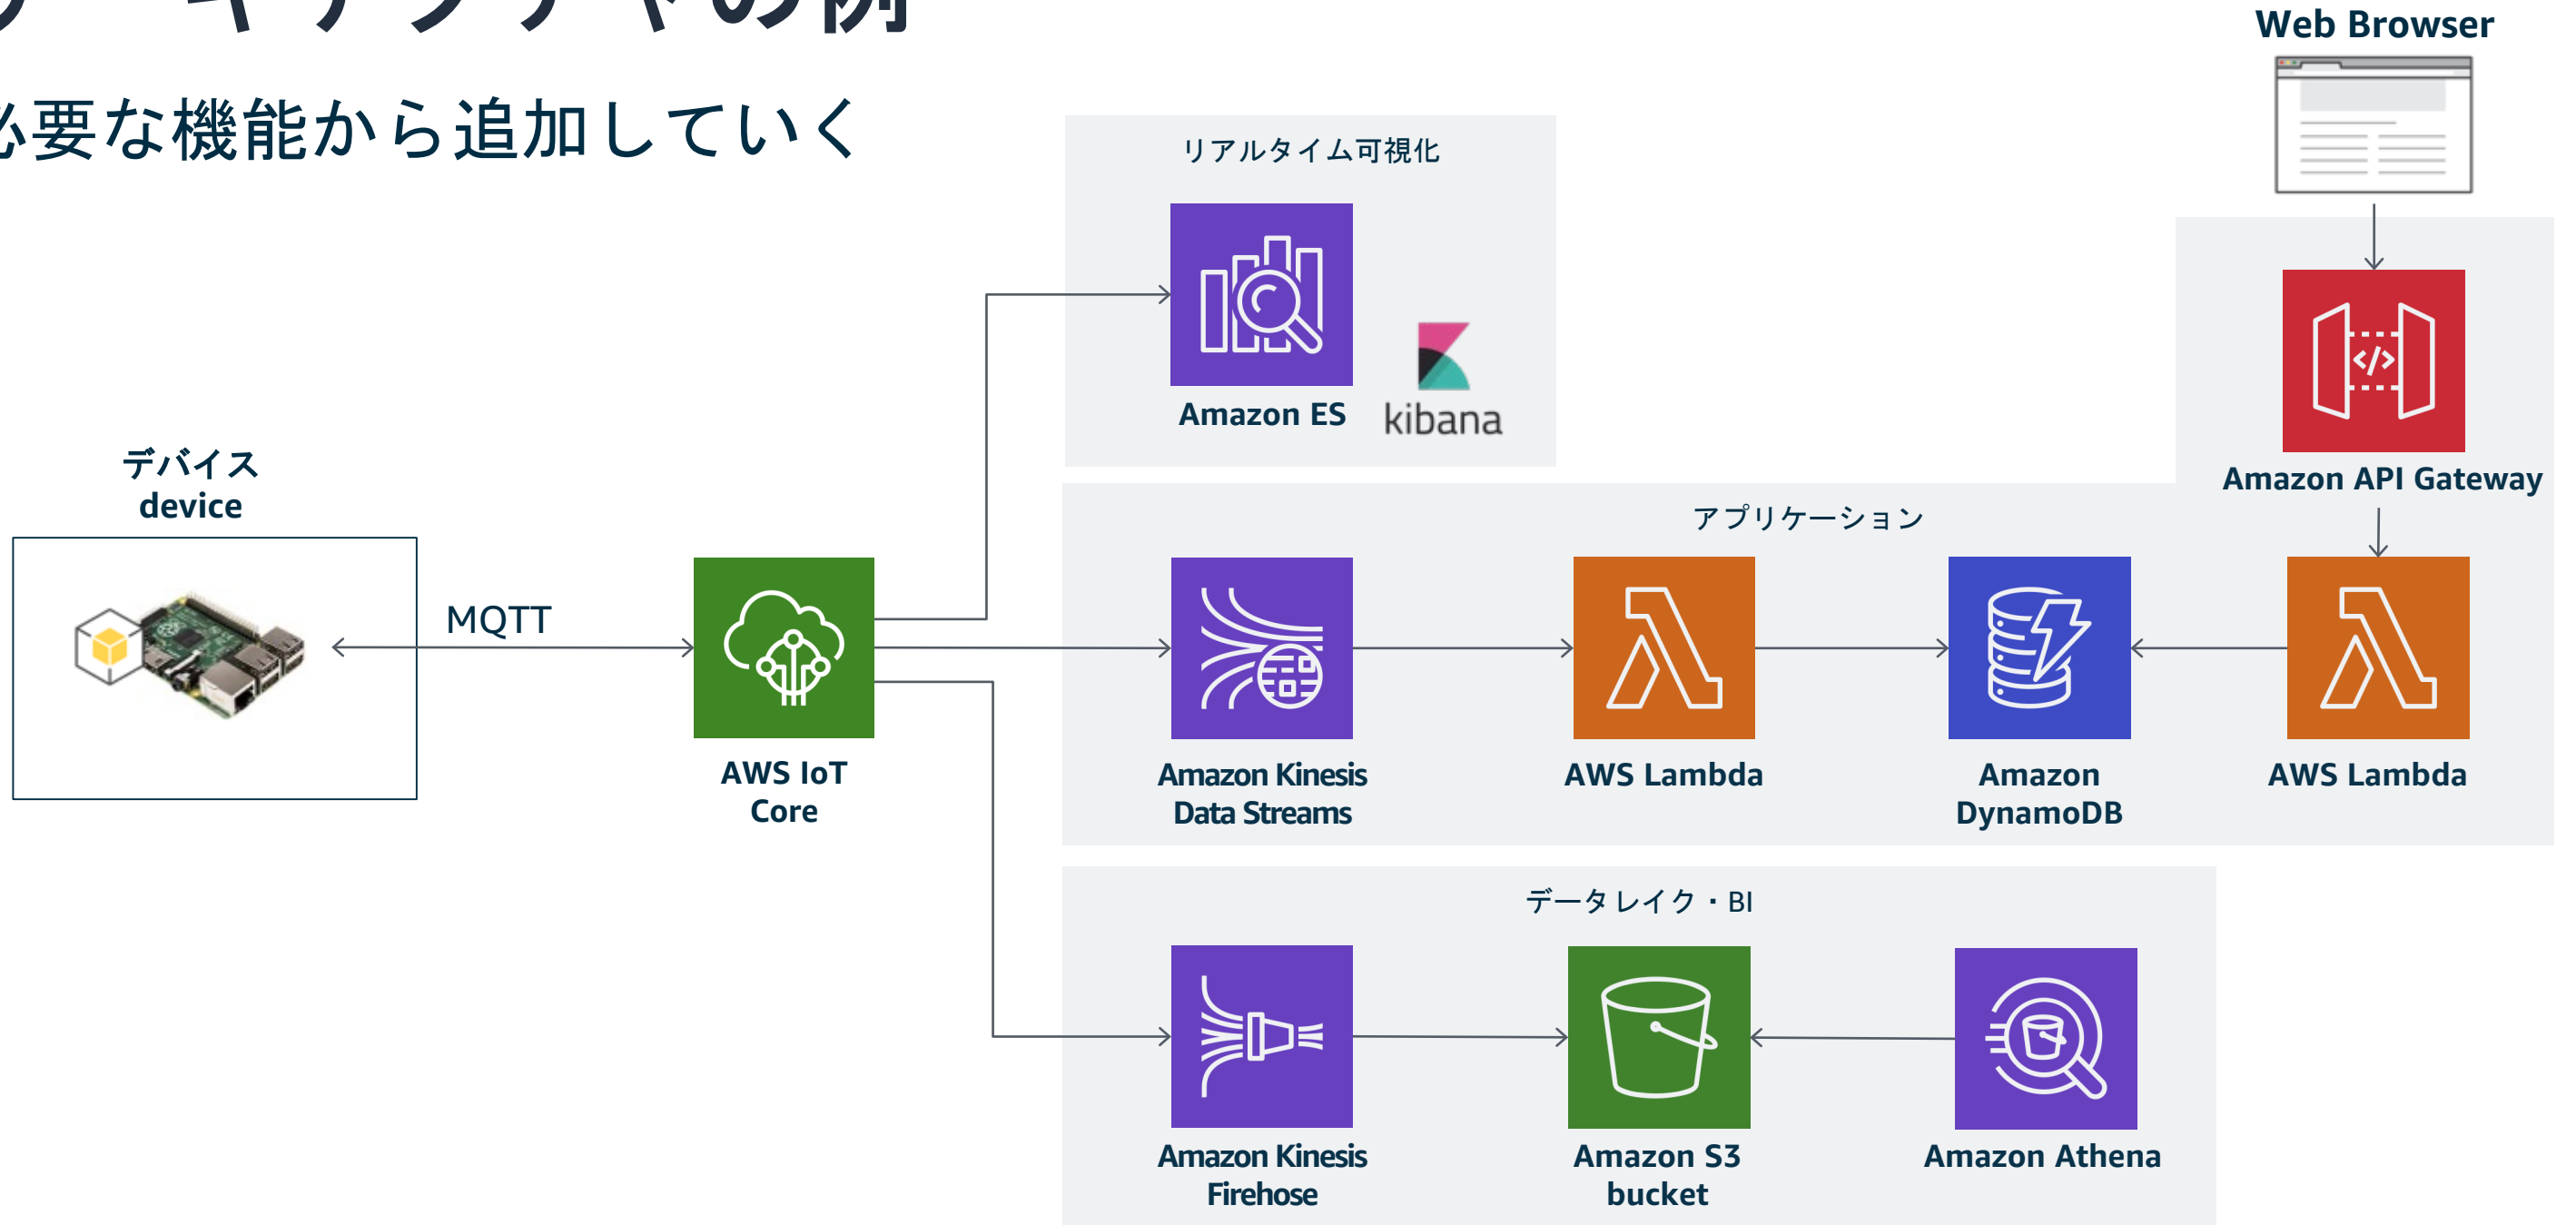 必要な機能から追加していく
Web Browser
リアルタイム可視化
Amazon ES
kibana
Amazon API Gateway
デバイス
device
MQTT
AWS IoT
Core
アプリケーション
Amazon Kinesis
Data Streams
AWS Lambda
Amazon
DynamoDB
AWS Lambda
データレイク・BI
Amazon Kinesis
Firehose
Amazon S3
bucket
Amazon Athena